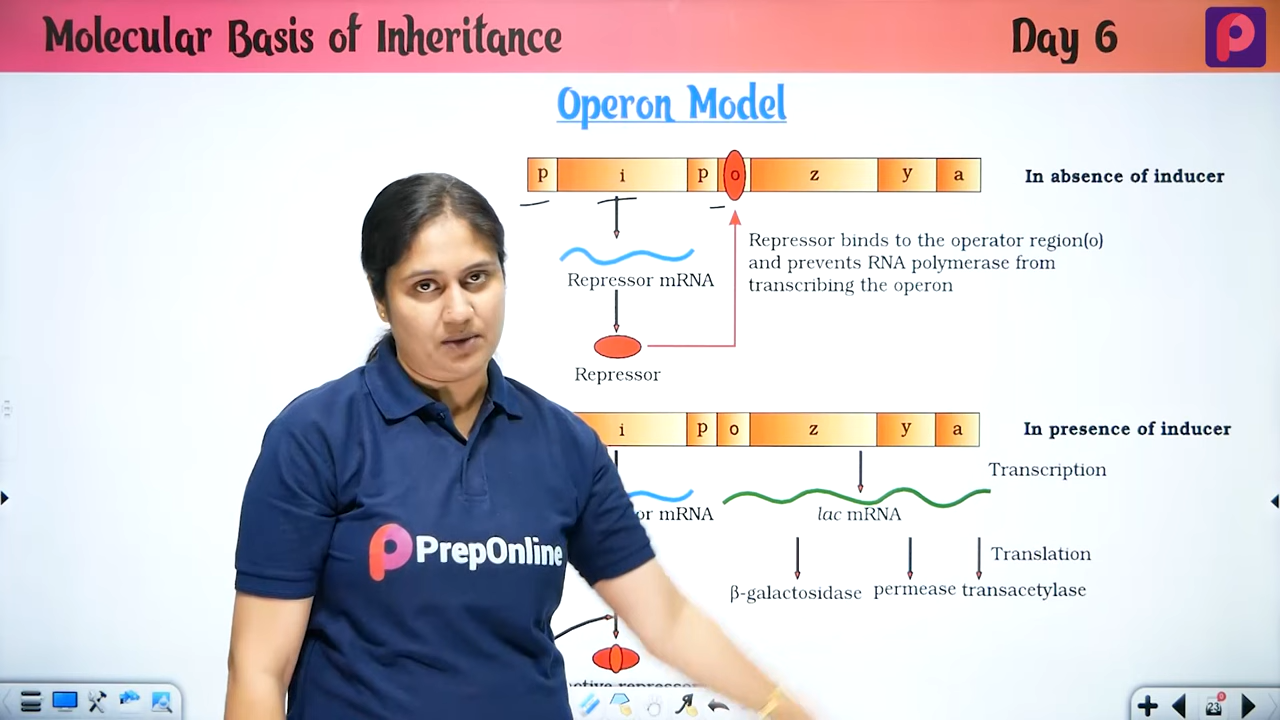 Molecular Basis of Inheritance
Day 6
Operon Model
p i p o z y a
In absence of inducer
Repressor binds to the operator region(o)
and prevents RNA polymerase from
transcribing the operon
Repressor mRNA
Repressor
i p o z y a
In presence of inducer
Transcription
or mRNA
lac mRNA
Translation
β-galactosidase permease transacetylase
PrepOnline
23